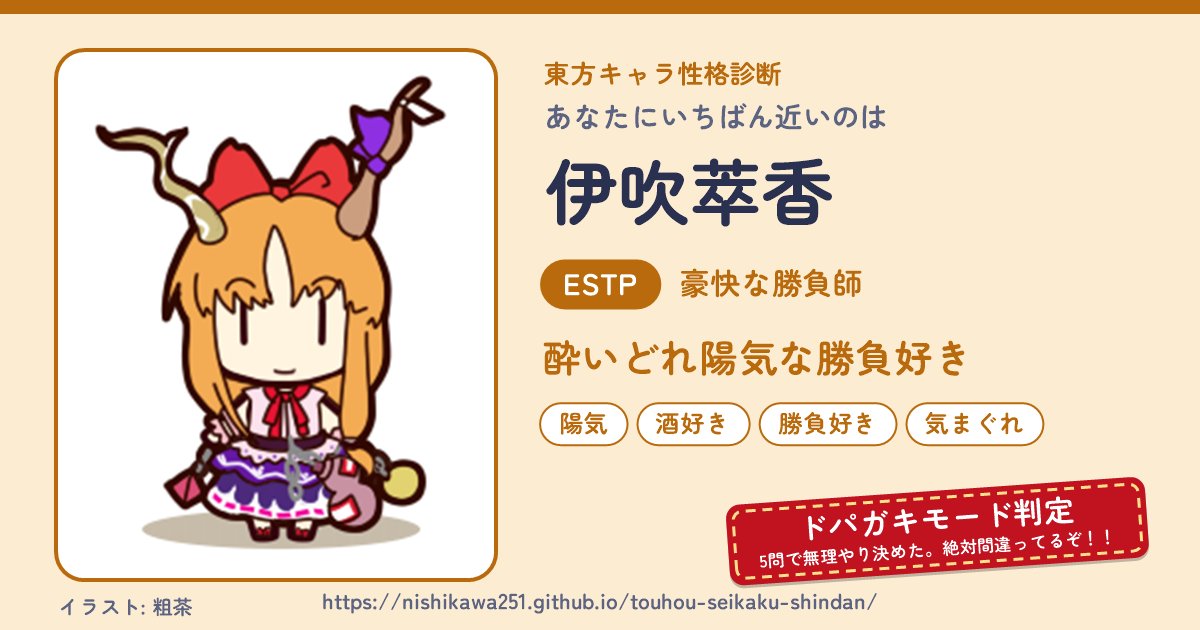 東方キャラ性格診断
あなたにいちばん近いのは
伊吹萃香
ESTP 豪快な勝負師
酔いどれ陽気な勝負好き
陽気 酒好き 勝負好き 気まぐれ
ドパガキモード判定
5問で無理やり決めた。絶対間違ってるぞ！！
イラスト: 粗茶
https://nishikawa251.github.io/touhou-seikaku-shindan/